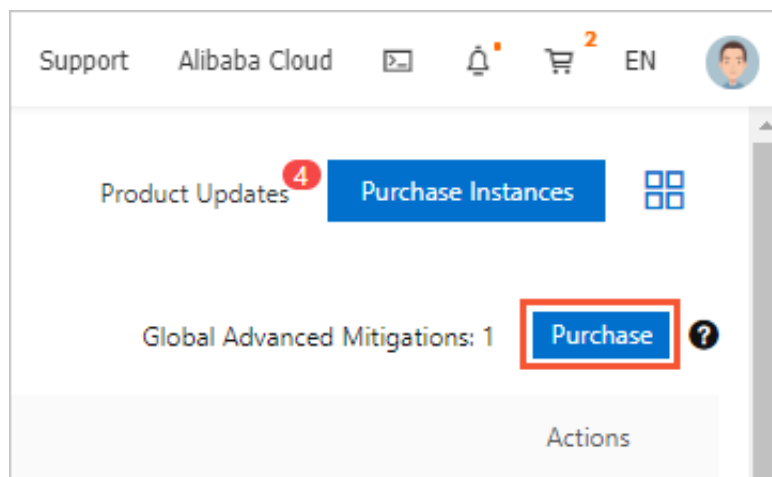 Support Alibaba Cloud 2 EN
Product Updates 4 Purchase Instances
Global Advanced Mitigations: 1 Purchase ?
Actions